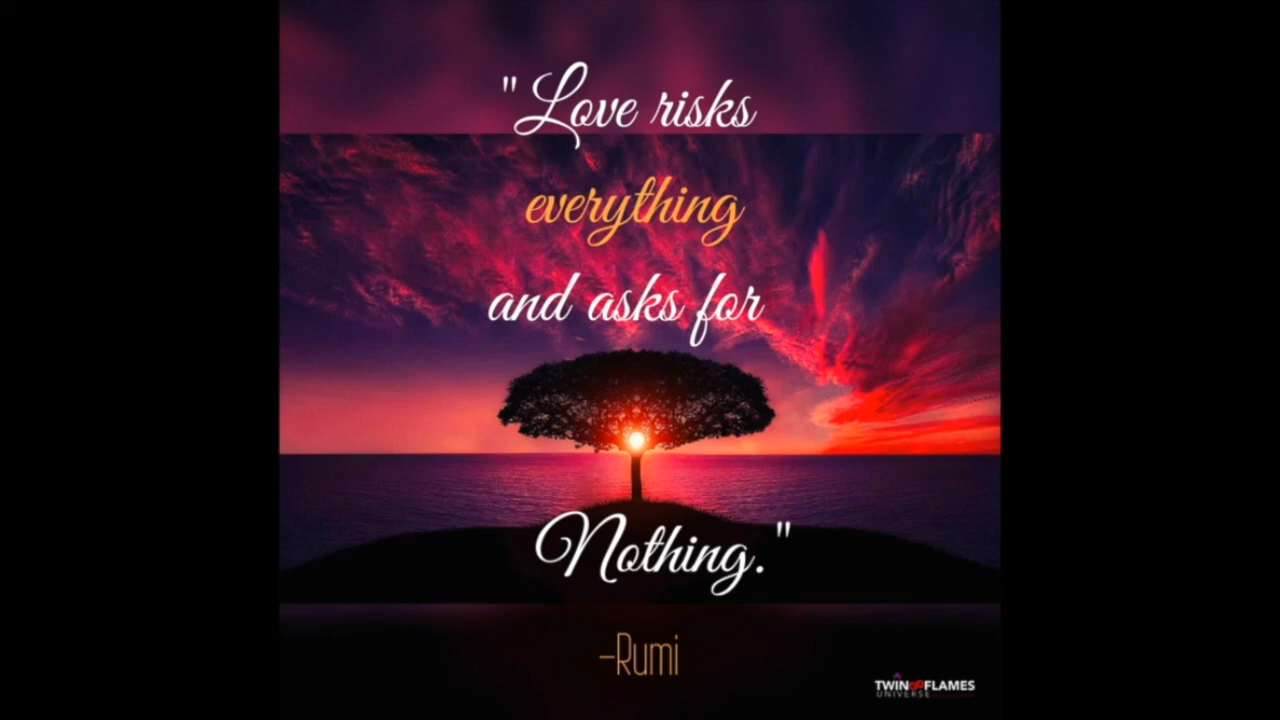 "Love risks
everything
and asks for
Nothing."
–Rumi
TWIN FLAMES
UNIVERSE